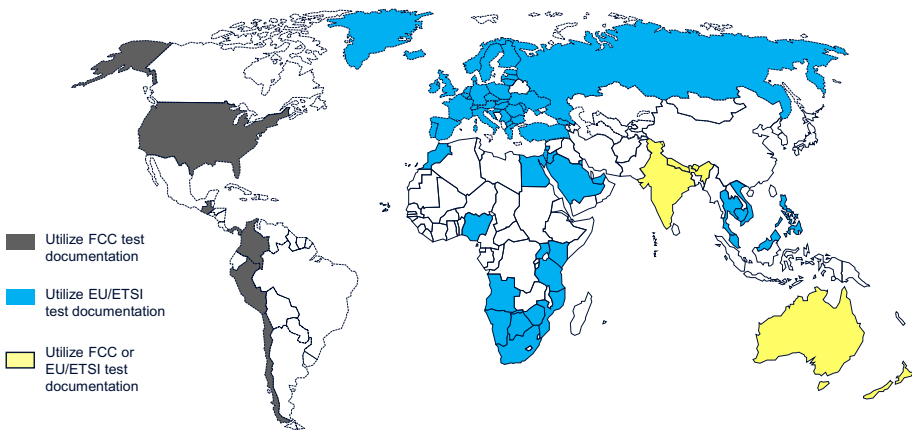 Utilize FCC test
documentation
Utilize EU/ETSI
test documentation
Utilize FCC or
EU/ETSI test
documentation